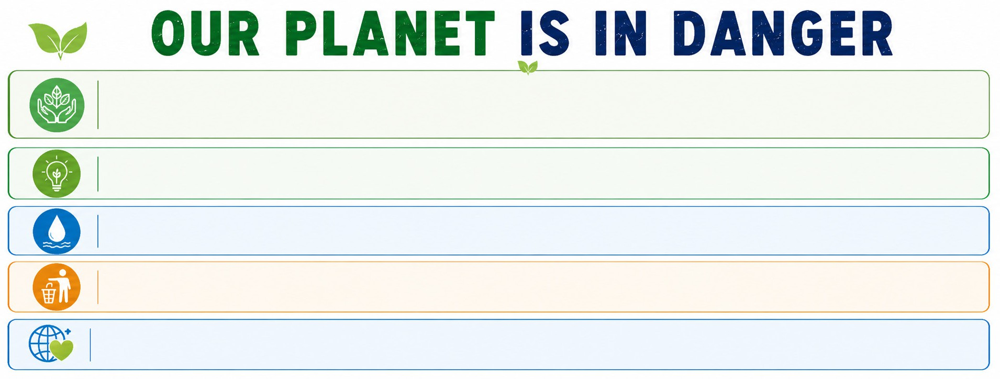 OUR PLANET IS IN DANGER